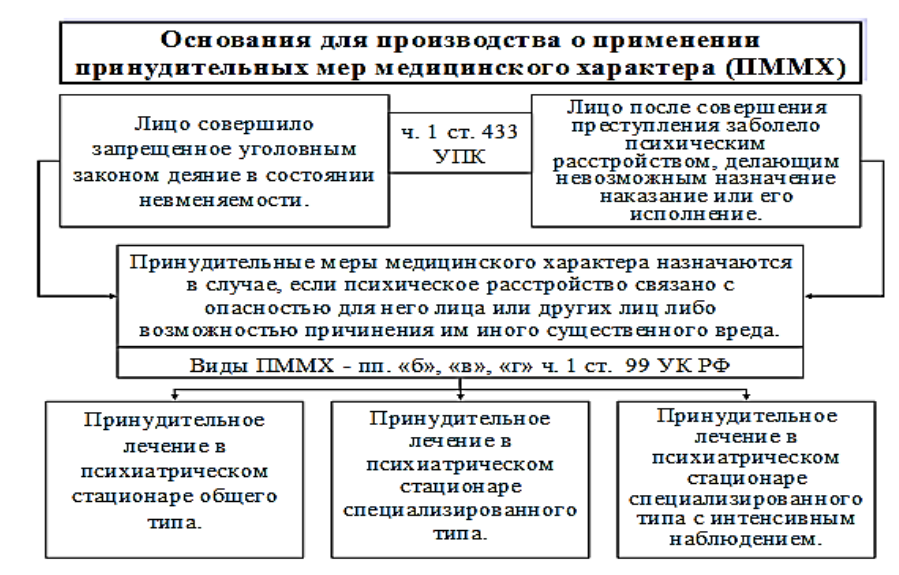 Основания для производства о применении
принудительных мер медицинского характера (ПММХ)
Лицо совершило
запрещенное уголовным
законом деяние в состоянии
невменяемости.
ч. 1 ст. 433
УПК
Лицо после совершения
преступления заболело
психическим
расстройством, делающим
невозможным назначение
наказание или его
исполнение.
Принудительные меры медицинского характера назначаются
в случае, если психическое расстройство связано с
опасностью для него лица или других лиц либо
возможностью причинения им иного существенного вреда.
Виды ПММХ - пп. «б», «в», «г» ч. 1 ст. 99 УК РФ
Принудительное
лечение в
психиатрическом
стационаре общего
типа.
Принудительное
лечение в
психиатрическом
стационаре
специализированного
типа.
Принудительное
лечение в
психиатрическом
стационаре
специализированного
типа с интенсивным
наблюдением.